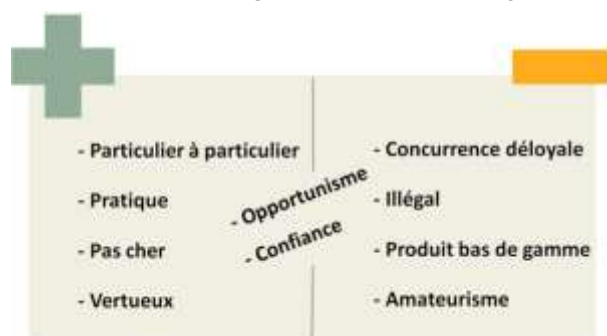 - Particulier à particulier
- Pratique
- Pas cher
- Vertueux
- Opportunisme
- Confiance
- Concurrence déloyale
- Illégal
- Produit bas de gamme
- Amateurisme